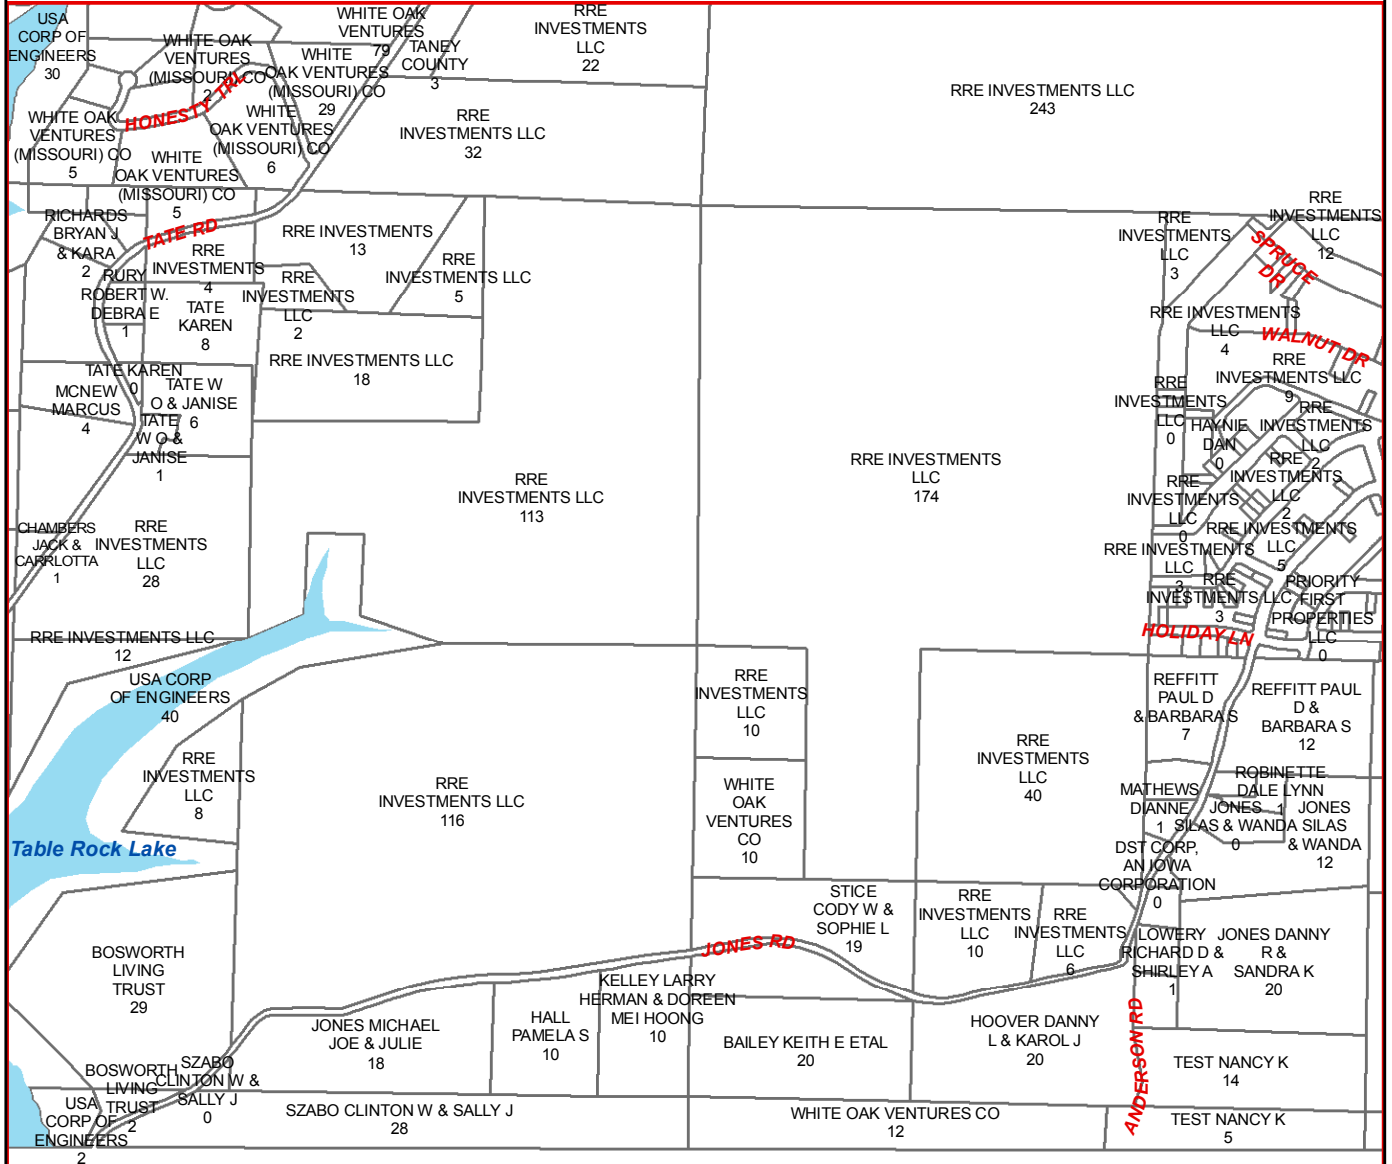 USA
CORP OF
ENGINEERS
30
WHITE OAK
VENTURES
(MISSOURI) CO
2
WHITE OAK
VENTURES
79
WHITE
OAK VENTURES
(MISSOURI) CO
29
TANEY
COUNTY
3
RRE
INVESTMENTS
LLC
22
RRE INVESTMENTS LLC
243
HONESTY TRL
WHITE OAK
VENTURES
(MISSOURI) CO
5
WHITE
OAK VENTURES
(MISSOURI) CO
6
RRE
INVESTMENTS LLC
32
WHITE
OAK VENTURES
(MISSOURI) CO
5
RICHARDS
BRYAN J
& KARA
2
TATE RD
RRE
INVESTMENTS
4
RRE INVESTMENTS
13
RRE
INVESTMENTS LLC
5
RURY
ROBERT W.
DEBRA E
1
TATE
KAREN
8
RRE
INVESTMENTS
LLC
2
RRE INVESTMENTS LLC
18
RRE
INVESTMENTS
LLC
3
RRE
INVESTMENTS
LLC
12
SPRUCE
DR
RRE INVESTMENTS
LLC
4
WALNUT DR
RRE
INVESTMENTS LLC
9
TATE KAREN
0
MCNEW
MARCUS
4
TATE W
O & JANISE
6
TATE
W O &
JANISE
1
RRE
INVESTMENTS
LLC
0
HAYNIE
DAN
0
RRE
INVESTMENTS
LLC
2
RRE
INVESTMENTS
LLC
2
RRE INVESTMENTS
LLC
174
RRE
INVESTMENTS LLC
113
RRE
INVESTMENTS
LLC
0
RRE INVESTMENTS
LLC
5
CHAMBERS
JACK &
CARRLOTTA
1
RRE
INVESTMENTS
LLC
28
RRE INVESTMENTS
LLC
3
RRE
INVESTMENTS LLC
3
PRIORITY
FIRST
PROPERTIES
LLC
0
HOLIDAY LN
RRE INVESTMENTS LLC
12
USA CORP
OF ENGINEERS
40
RRE
INVESTMENTS
LLC
10
REFFITT
PAUL D
& BARBARA S
7
REFFITT PAUL
D &
BARBARA S
12
RRE
INVESTMENTS
LLC
8
RRE
INVESTMENTS LLC
116
WHITE
OAK
VENTURES
CO
10
RRE
INVESTMENTS
LLC
40
MATHEWS
DIANNE
1
ROBINETTE
DALE LYNN
1
JONES
SILAS & WANDA
0
JONES
SILAS
& WANDA
12
Table Rock Lake
DST CORP,
AN IOWA
CORPORATION
0
STICE
CODY W &
SOPHIE L
19
RRE
INVESTMENTS
LLC
10
RRE
INVESTMENTS
LLC
6
LOWERY
RICHARD D &
SHIRLEY A
1
JONES DANNY
R &
SANDRA K
20
JONES RD
BOSWORTH
LIVING
TRUST
29
JONES MICHAEL
JOE & JULIE
18
HALL
PAMELA S
10
KELLEY LARRY
HERMAN & DOREEN
MEI HOONG
10
BAILEY KEITH E ETAL
20
HOOVER DANNY
L & KAROL J
20
ANDERSON RD
TEST NANCY K
14
BOSWORTH
LIVING
TRUST
2
SZABO
CLINTON W &
SALLY J
0
USA
CORP OF
ENGINEERS
2
SZABO CLINTON W & SALLY J
28
WHITE OAK VENTURES CO
12
TEST NANCY K
5